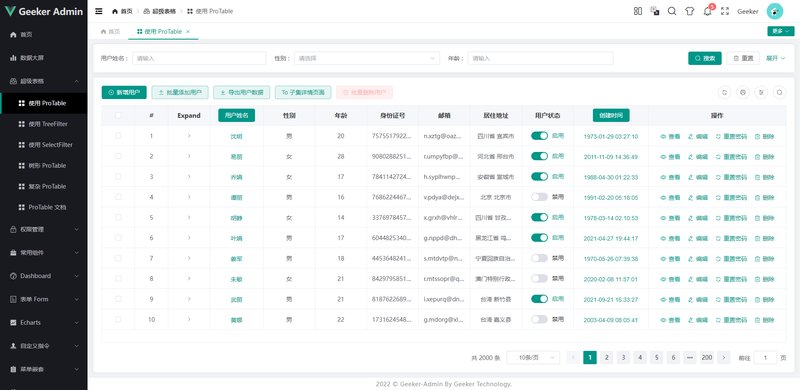 Geeker Admin
首页
数据大屏
超级表格
使用 ProTable
使用 TreeFilter
使用 SelectFilter
树形 ProTable
复杂 ProTable
ProTable 文档
权限管理
常用组件
Dashboard
表单 Form
Echarts
自定义指令
菜单嵌套
首页 > 超级表格 > 使用 ProTable
5 Geeker
首页 使用 ProTable × 更多
用户姓名 : 请输入 性别 : 请选择 年龄 : 请输入 搜索 重置 展开
新增用户 批量添加用户 导出用户数据 To 子集详情页面 批量删除用户
# Expand 用户姓名 性别 年龄 身份证号 邮箱 居住地址 用户状态 创建时间 操作
1 沈明 男 20 7575517922... n.xztg@oaz... 四川省 宜宾市 启用 1973-01-29 03:27:10 查看 编辑 重置密码 删除
2 易丽 女 28 9080288251... r.umpyfbp@... 河北省 邢台市 启用 2011-11-09 14:36:49 查看 编辑 重置密码 删除
3 乔娟 女 17 7841142724... h.syplhwnp... 安徽省 宣城市 启用 1988-04-30 01:22:33 查看 编辑 重置密码 删除
4 谭丽 男 16 7686224467... v.pdya@dejx... 北京 北京市 禁用 1991-02-20 05:18:05 查看 编辑 重置密码 删除
5 胡静 女 14 3376978457... x.grxh@vhlr... 四川省 甘孜... 启用 1978-03-14 02:10:53 查看 编辑 重置密码 删除
6 叶娟 男 17 6044825340... g.nppd@dh... 黑龙江省 鸡... 启用 2021-04-27 19:44:17 查看 编辑 重置密码 删除
7 姜军 男 18 4453648241... s.mtdvtp@n... 宁夏回族自治... 禁用 1970-05-26 07:39:38 查看 编辑 重置密码 删除
8 朱敏 女 21 8429795851... r.mtssopr@q... 澳门特别行政... 禁用 2020-02-08 11:57:01 查看 编辑 重置密码 删除
9 武丽 男 21 8187622689... i.xepurq@dn... 台湾 新竹县 启用 2021-09-21 15:33:27 查看 编辑 重置密码 删除
10 黄娜 男 22 1731624548... g.mdorg@xl... 台湾 嘉义县 禁用 2003-04-09 08:05:41 查看 编辑 重置密码 删除
共 2000 条 10条/页 1 2 3 4 5 6 ••• 200 前往 1 页
2022 © Geeker-Admin By Geeker Technology.